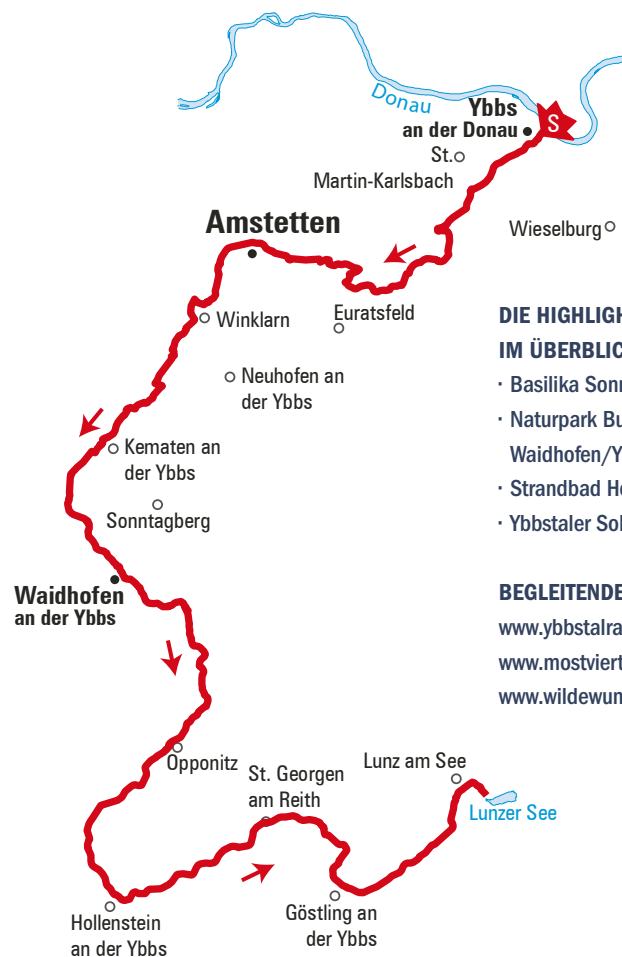 Donau
Ybbs
an der Donau
S
St.
Martin-Karlsbach
Amstetten
Wieselburg
Winklarn
Euratsfeld
Neuhofen an
der Ybbs
Kematen an
der Ybbs
Sonntagberg
Waidhofen
an der Ybbs
Opponitz
St. Georgen
am Reith
Lunz am See
Lunzer See
Göstling an
der Ybbs
Hollenstein
an der Ybbs
DIE HIGHLIGH
IM ÜBERBLIC
· Basilika Sonn
· Naturpark Bu
Waidhofen/Y
· Strandbad Ho
· Ybbstaler Sol
BEGLEITENDE
www.ybbstalra
www.mostviert
www.wildewun